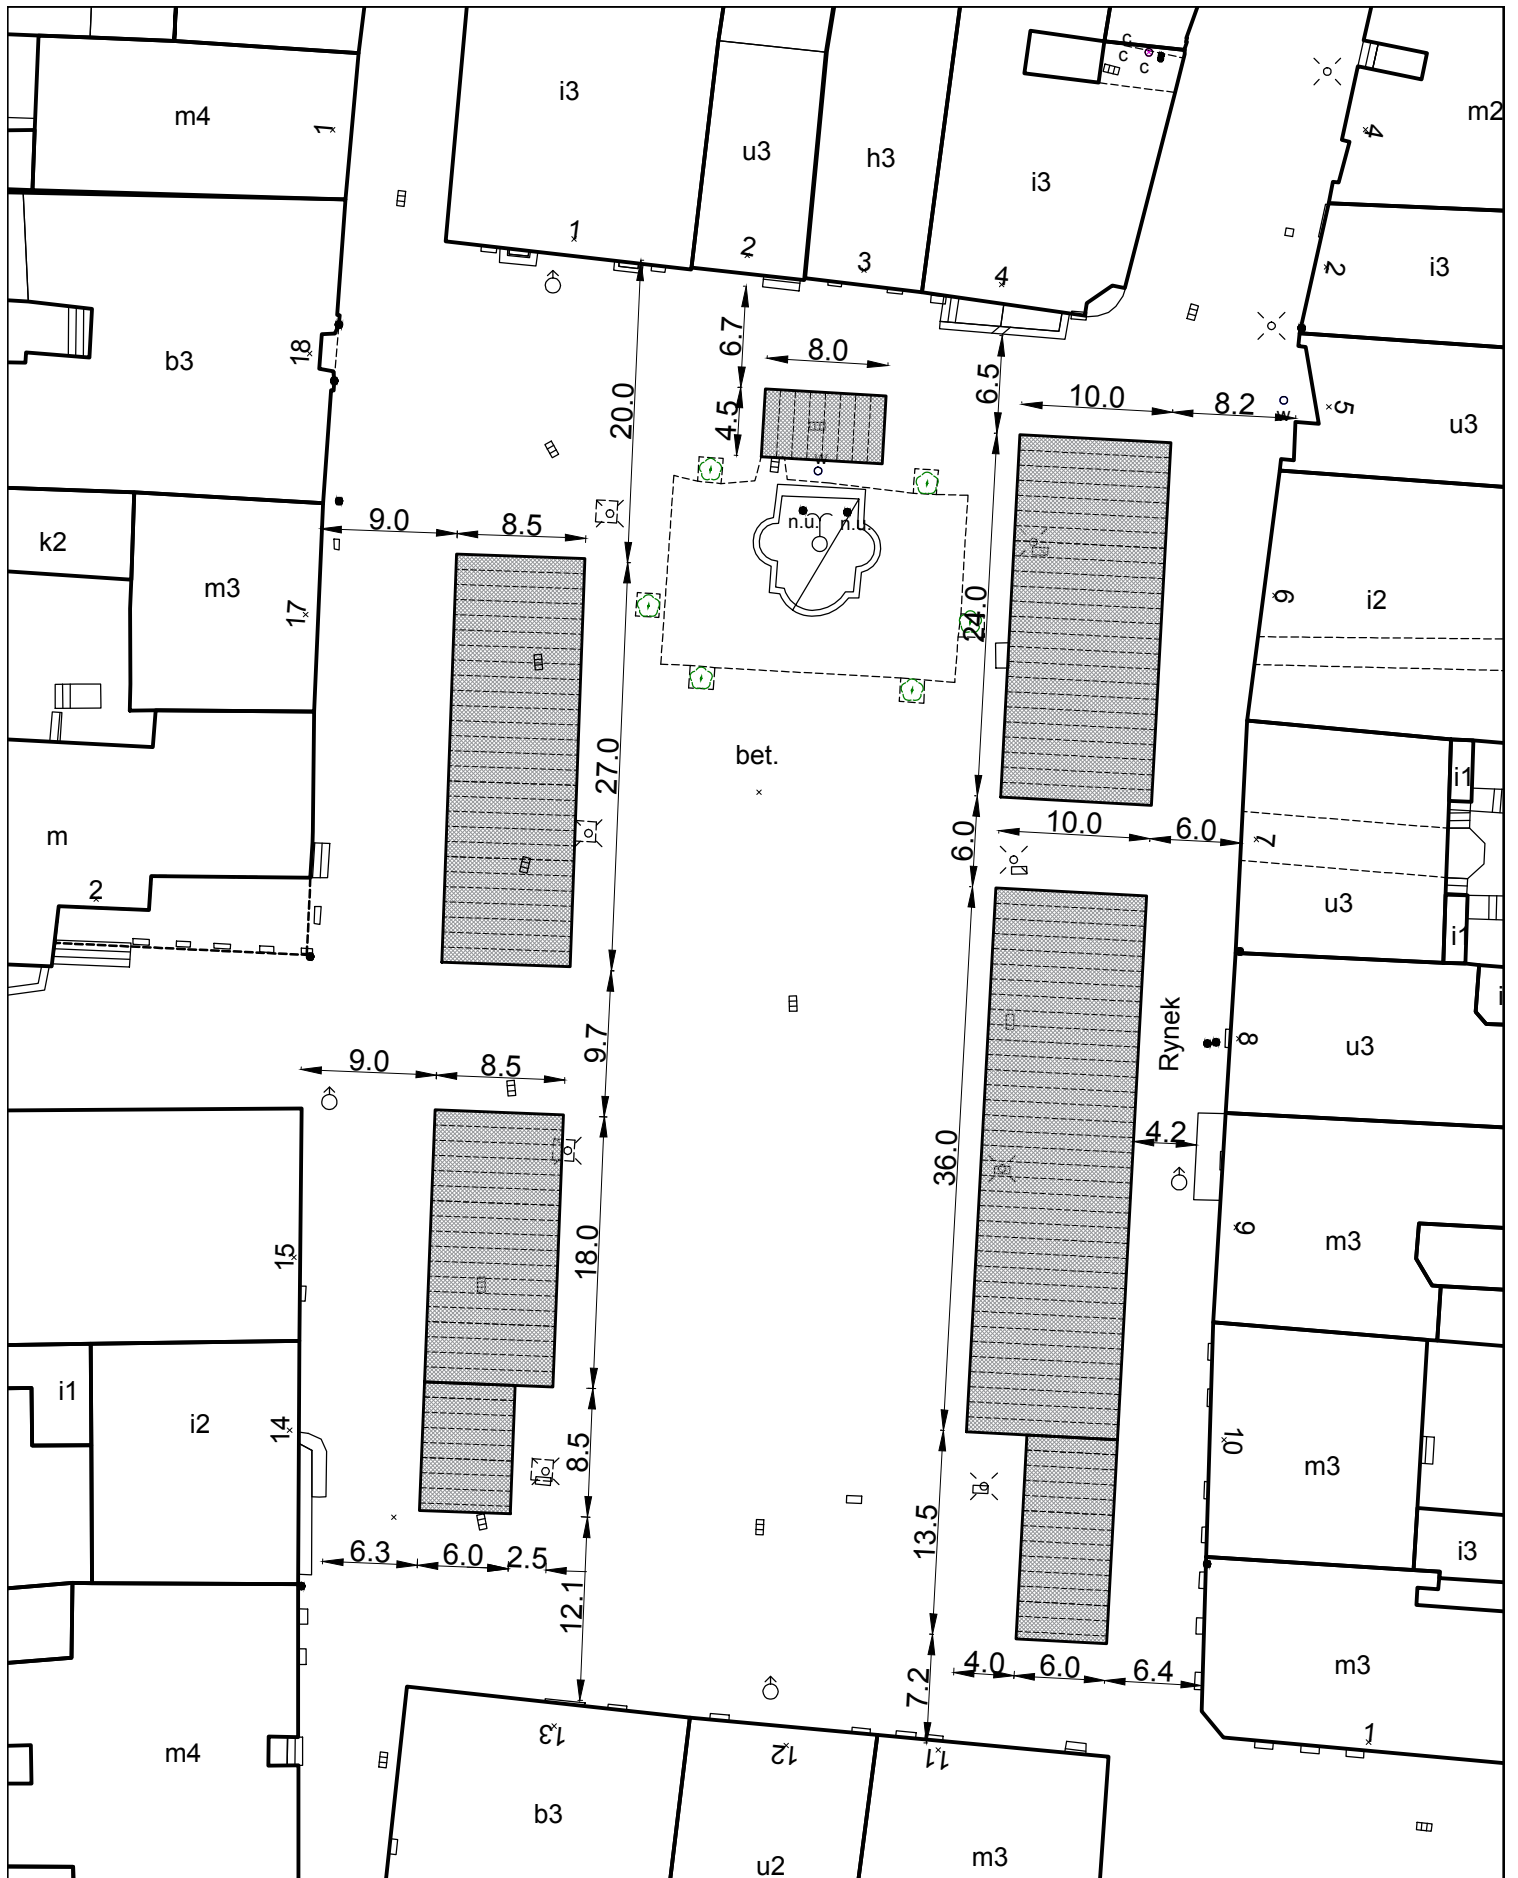 i3
m4
1
u3
h3
i3
m2
4
c
c
c
1
2
3
4
2
i3
6.7
8.0
18
b3
20.0
4.5
6.5
10.0
8.2
w
5
u3
w
9.0
8.5
n.u.
n.u.
k2
m3
17
24.0
6
i2
27.0
bet.
i1
m
2
6.0
10.0
6.0
7
u3
i1
9.7
Rynek
8
u3
i
9.0
8.5
36.0
4.2
15
18.0
9
m3
i1
i2
14
8.5
10
m3
13.5
6.3
6.0
2.5
12.1
i3
7.2
4.0
6.0
6.4
m3
13
12
11
1
m4
b3
u2
m3